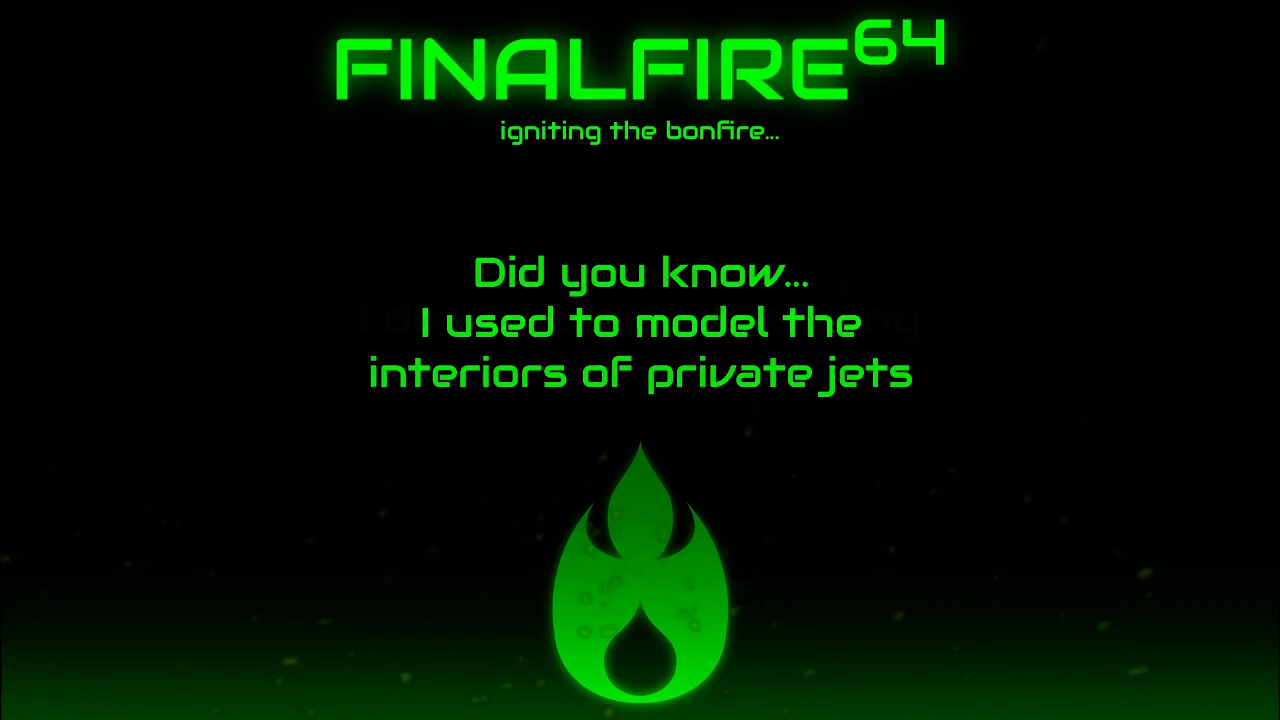 FINALFIRE64
igniting the bonfire...
Did you know...
I used to model the
interiors of private jets